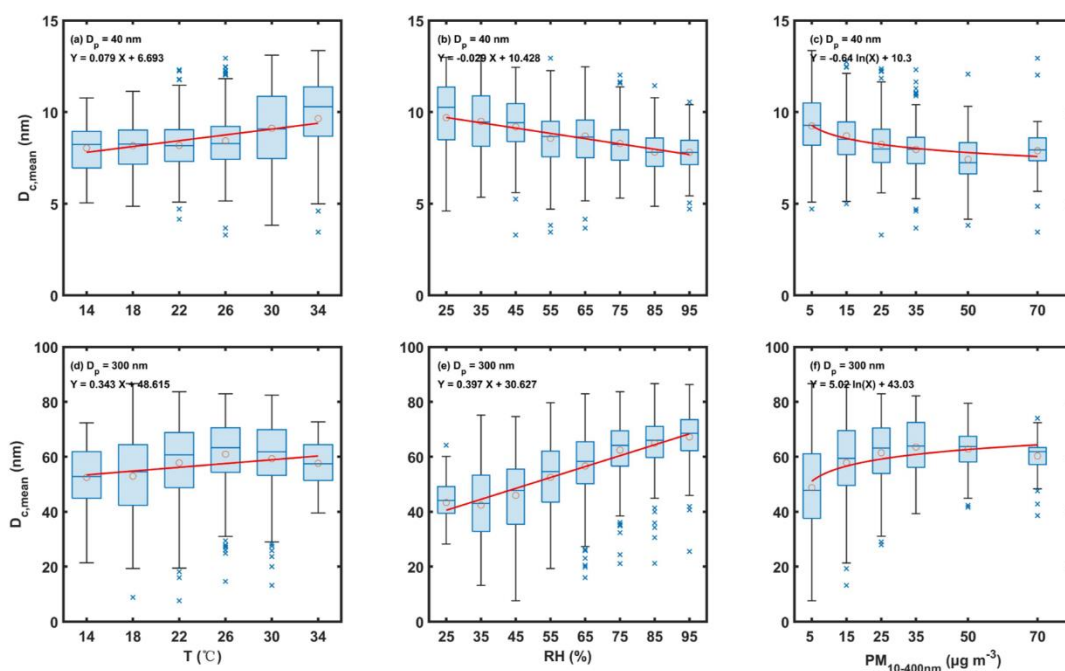 (a) Dp = 40 nm
Y = 0.079 X + 6.693
(b) Dp = 40 nm
Y = -0.029 X + 10.428
(c) Dp = 40 nm
Y = -0.64 ln(X) + 10.3
15
10
5
0
Dc,mean (nm)
14 18 22 26 30 34
15
10
5
0
25 35 45 55 65 75 85 95
15
10
5
0
5 15 25 35 50 70
(d) Dp = 300 nm
Y = 0.343 X + 48.615
(e) Dp = 300 nm
Y = 0.397 X + 30.627
(f) Dp = 300 nm
Y = 5.02 ln(X) + 43.03
100
80
60
40
20
0
Dc,mean (nm)
14 18 22 26 30 34
T (℃)
100
80
60
40
20
0
25 35 45 55 65 75 85 95
RH (%)
100
80
60
40
20
0
5 15 25 35 50 70
PM10-400nm (μg m-3)